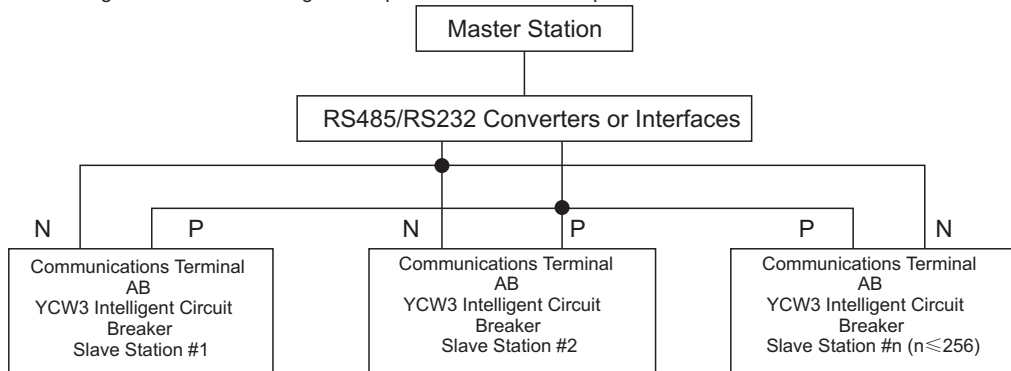 Master Station
RS485/RS232 Converters or Interfaces
N P N P P N
Communications Terminal
AB
YCW3 Intelligent Circuit
Breaker
Slave Station #1
Communications Terminal
AB
YCW3 Intelligent Circuit
Breaker
Slave Station #2
Communications Terminal
AB
YCW3 Intelligent Circuit
Breaker
Slave Station #n (n≤256)